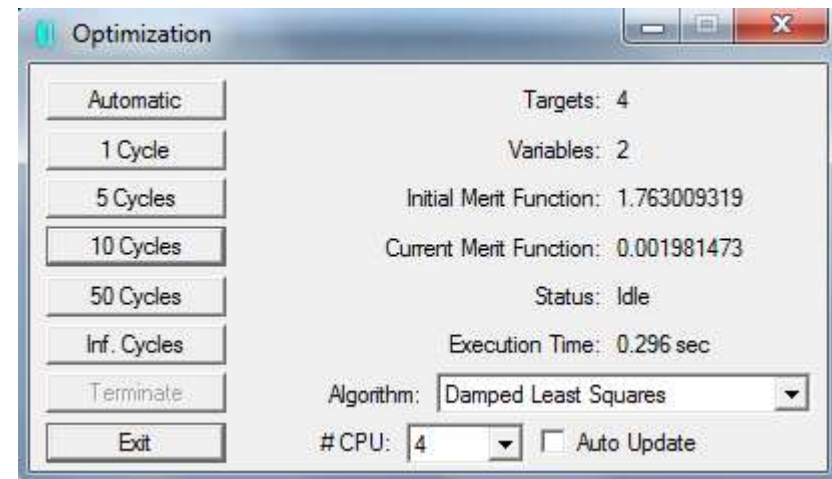 Optimization
Automatic
Targets: 4
1 Cycle
Variables: 2
5 Cycles
Initial Merit Function: 1.763009319
10 Cycles
Current Merit Function: 0.001981473
50 Cycles
Status: Idle
Inf. Cycles
Execution Time: 0.296 sec
Terminate
Algorithm: Damped Least Squares
Exit
# CPU: 4 Auto Update